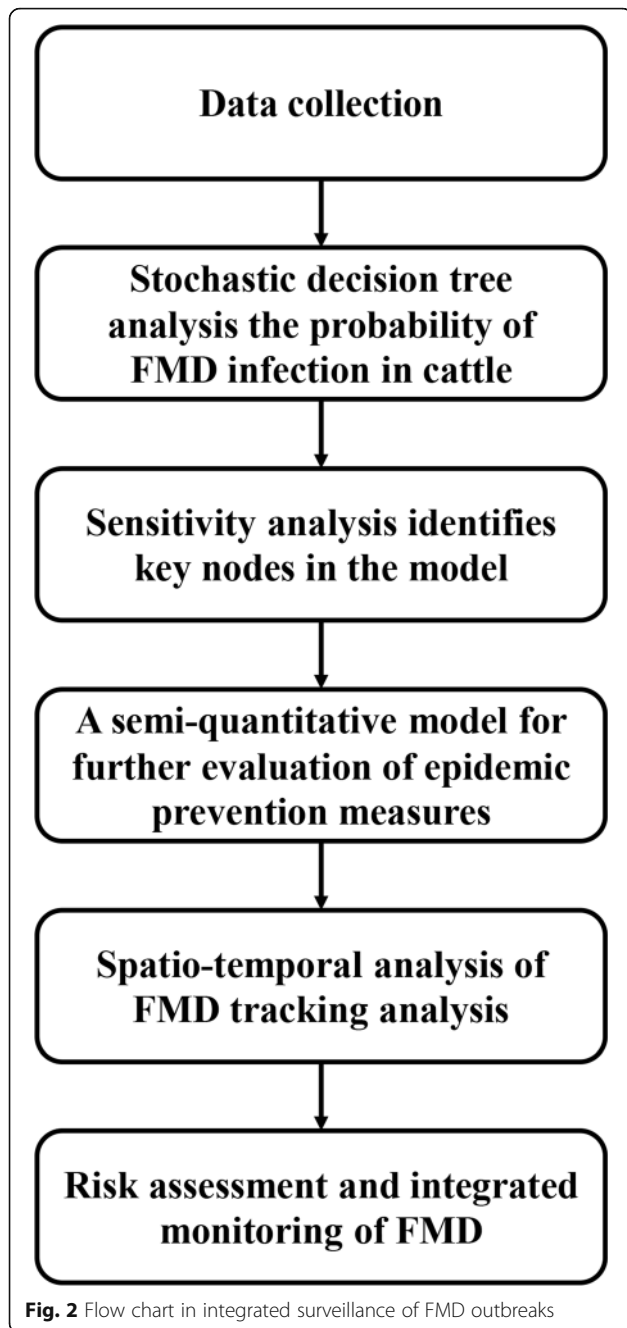 Data collection
Stochastic decision tree
analysis the probability of
FMD infection in cattle
Sensitivity analysis identifies
key nodes in the model
A semi-quantitative model for
further evaluation of epidemic
prevention measures
Spatio-temporal analysis of
FMD tracking analysis
Risk assessment and integrated
monitoring of FMD
Fig. 2 Flow chart in integrated surveillance of FMD outbreaks